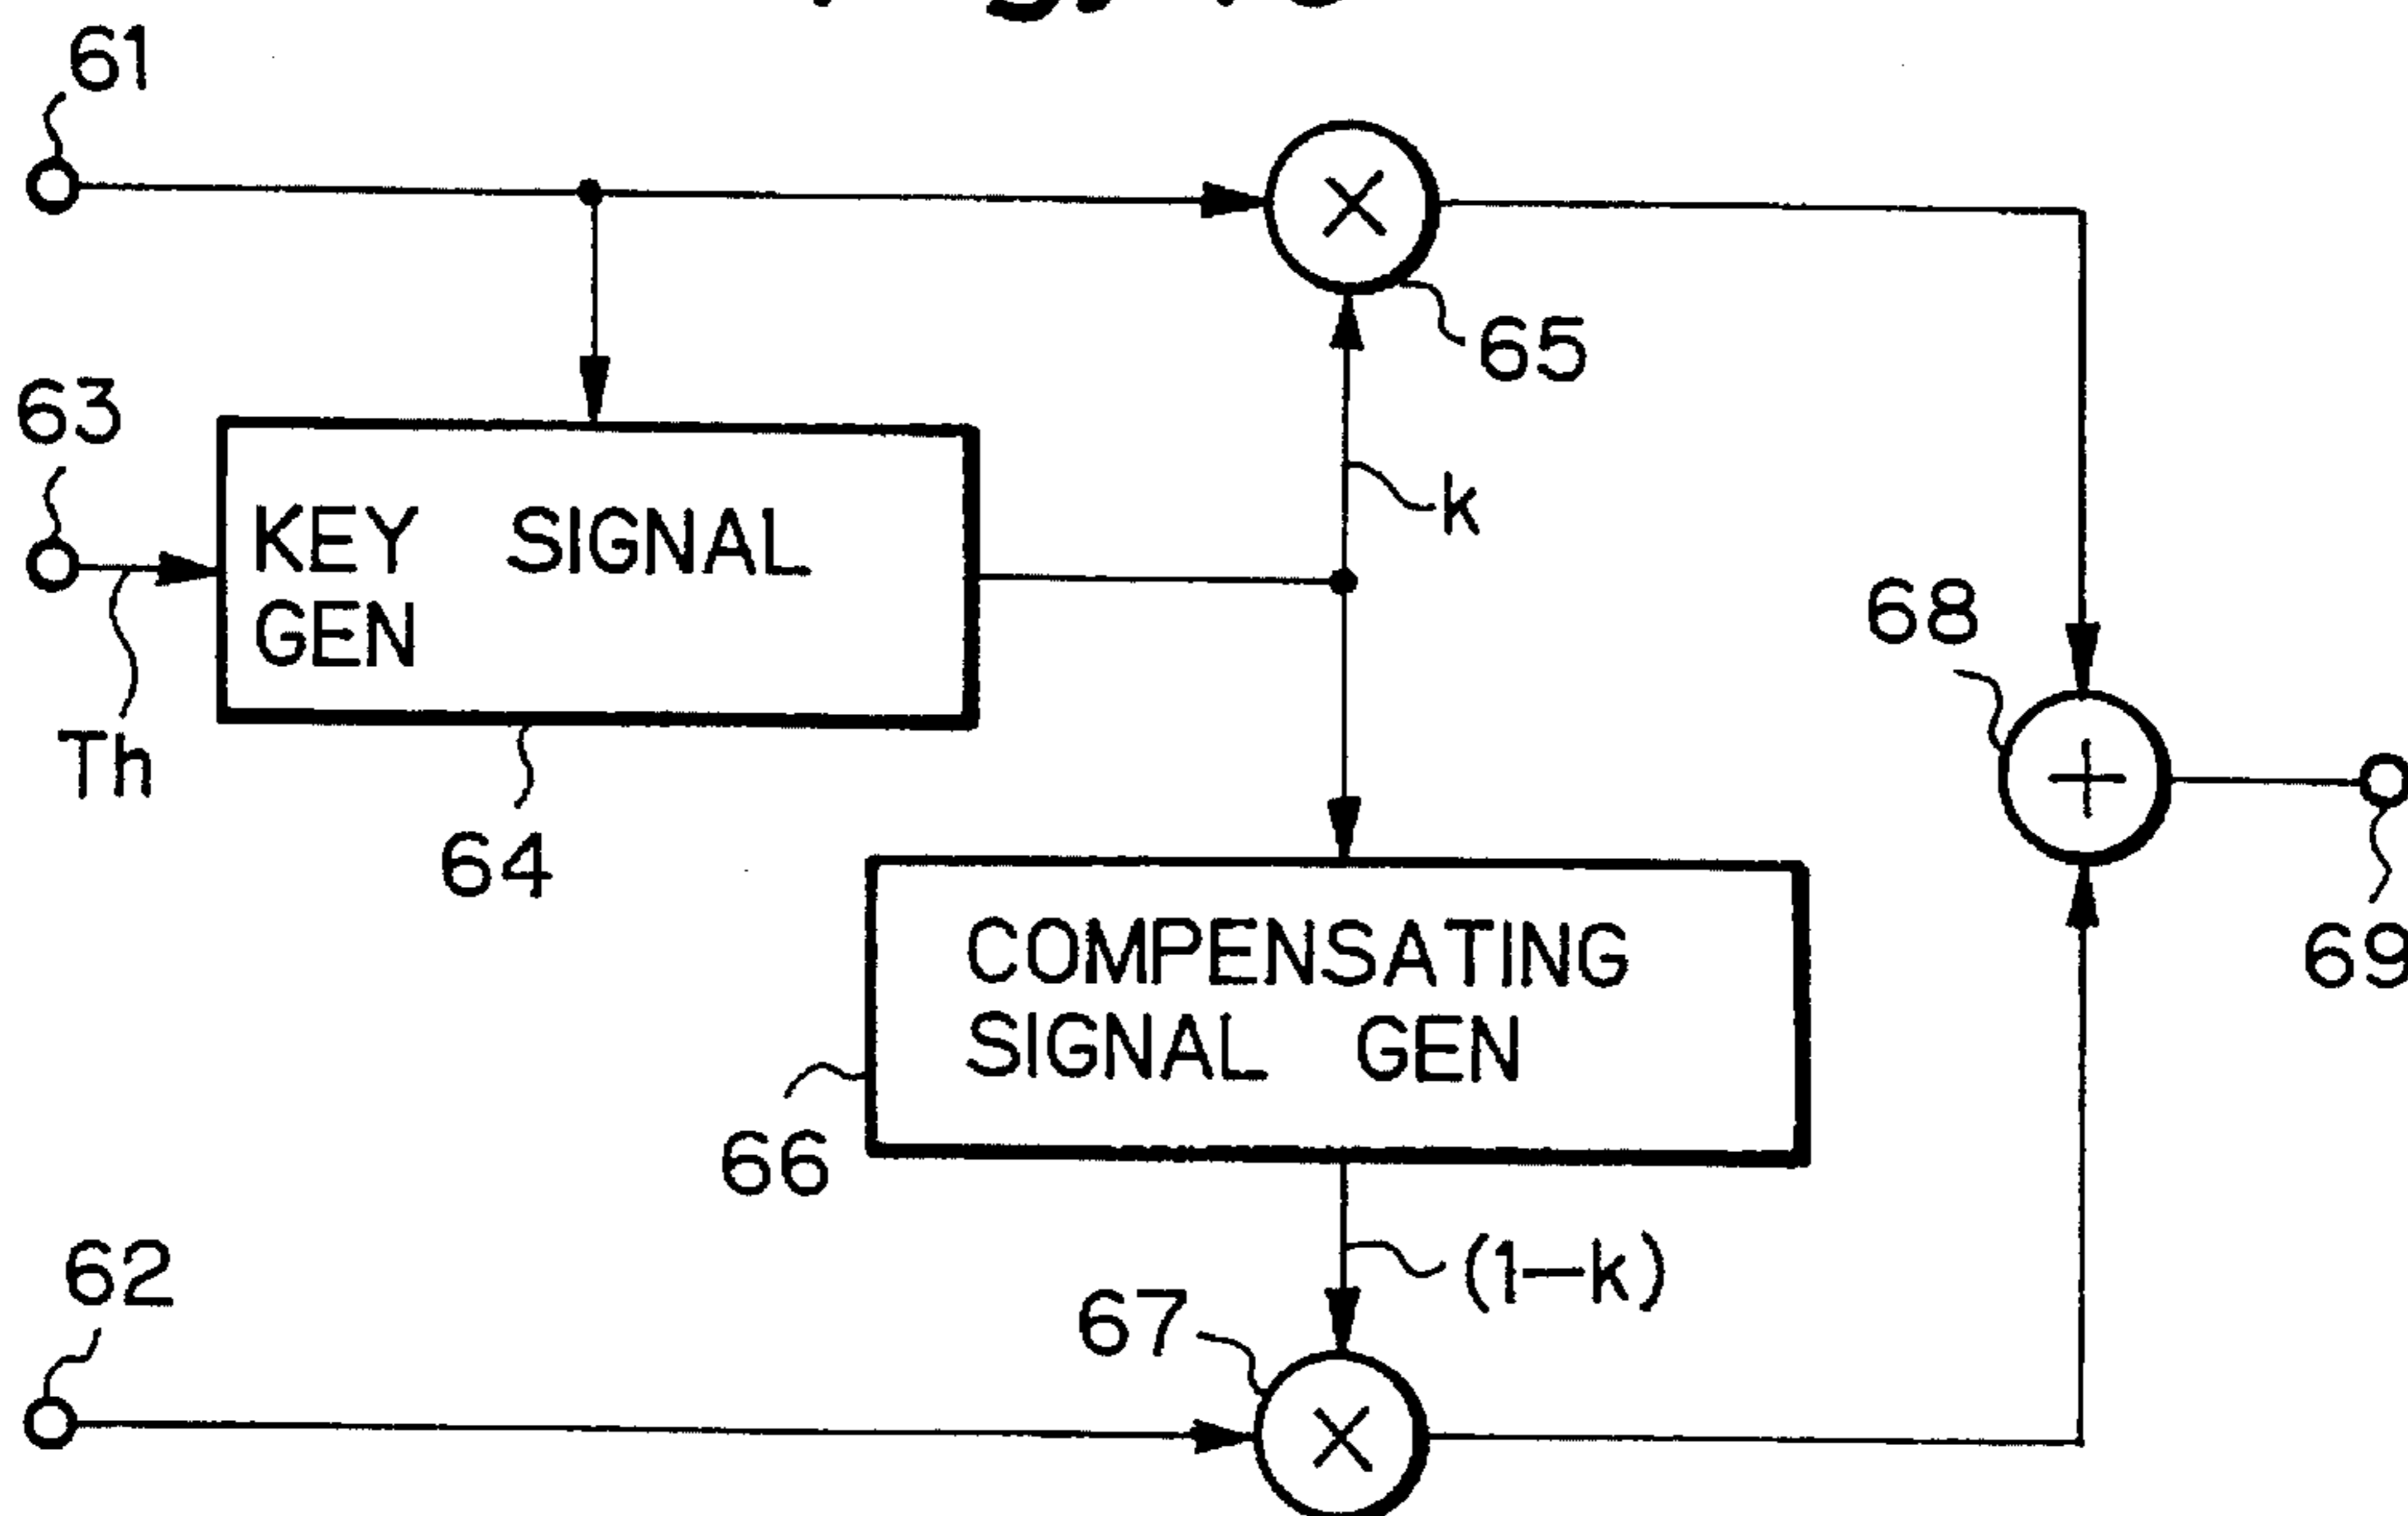 61
65
63
KEY SIGNAL
GEN
k
68
Th
64
COMPENSATING
SIGNAL GEN
69
66
(1—k)
62
67